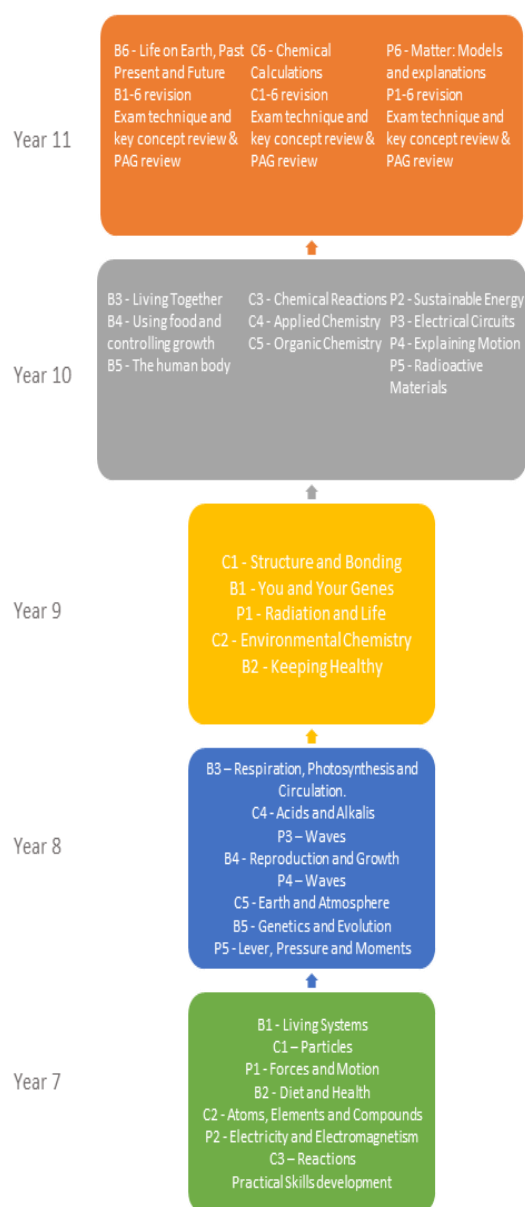 Year 11
B6 - Life on Earth, Past
Present and Future
B1-6 revision
Exam technique and
key concept review &
PAG review
C6 - Chemical
Calculations
C1-6 revision
Exam technique and
key concept review &
PAG review
P6 - Matter: Models
and explanations
P1-6 revision
Exam technique and
key concept review &
PAG review
Year 10
B3 - Living Together
B4 - Using food and
controlling growth
B5 - The human body
C3 - Chemical Reactions
C4 - Applied Chemistry
C5 - Organic Chemistry
P2 - Sustainable Energy
P3 - Electrical Circuits
P4 - Explaining Motion
P5 - Radioactive
Materials
Year 9
C1 - Structure and Bonding
B1 - You and Your Genes
P1 - Radiation and Life
C2 - Environmental Chemistry
B2 - Keeping Healthy
Year 8
B3 – Respiration, Photosynthesis and
Circulation.
C4 - Acids and Alkalis
P3 – Waves
B4 - Reproduction and Growth
P4 – Waves
C5 - Earth and Atmosphere
B5 - Genetics and Evolution
P5 - Lever, Pressure and Moments
Year 7
B1 - Living Systems
C1 – Particles
P1 - Forces and Motion
B2 - Diet and Health
C2 - Atoms, Elements and Compounds
P2 - Electricity and Electromagnetism
C3 – Reactions
Practical Skills development